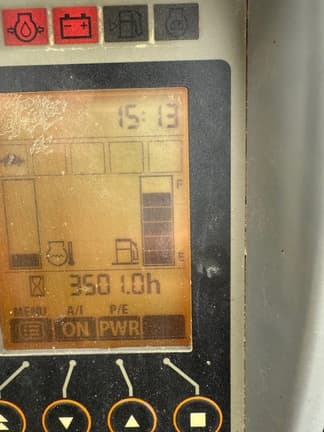 15:13
F
E
3501.0h
MENU A/I P/E
ON PWR